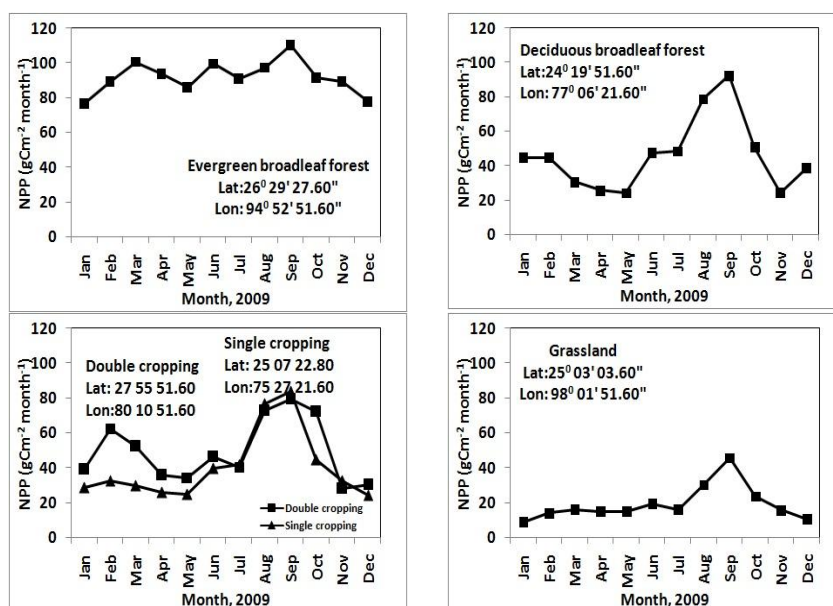 120
100
80
60
40
20
0
NPP (gCm⁻² month⁻¹)
Evergreen broadleaf forest
Lat:26⁰ 29' 27.60"
Lon: 94⁰ 52' 51.60"
Jan Feb Mar Apr May Jun Jul Aug Sep Oct Nov Dec
Month, 2009
120
100
80
60
40
20
0
NPP (gCm⁻² month⁻¹)
Deciduous broadleaf forest
Lat:24⁰ 19' 51.60"
Lon: 77⁰ 06' 21.60"
Jan Feb Mar Apr May Jun Jul Aug Sep Oct Nov Dec
Month, 2009
120
100
80
60
40
20
0
NPP (gCm⁻² month⁻¹)
Double cropping
Lat: 27 55 51.60
Lon:80 10 51.60
Single cropping
Lat: 25 07 22.80
Lon:75 27 21.60
Double cropping
Single cropping
Jan Feb Mar Apr May Jun Jul Aug Sep Oct Nov Dec
Month, 2009
120
100
80
60
40
20
0
NPP (gCm⁻² month⁻¹)
Grassland
Lat:25⁰ 03' 03.60"
Lon: 98⁰ 01' 51.60"
Jan Feb Mar Apr May Jun Jul Aug Sep Oct Nov Dec
Month, 2009